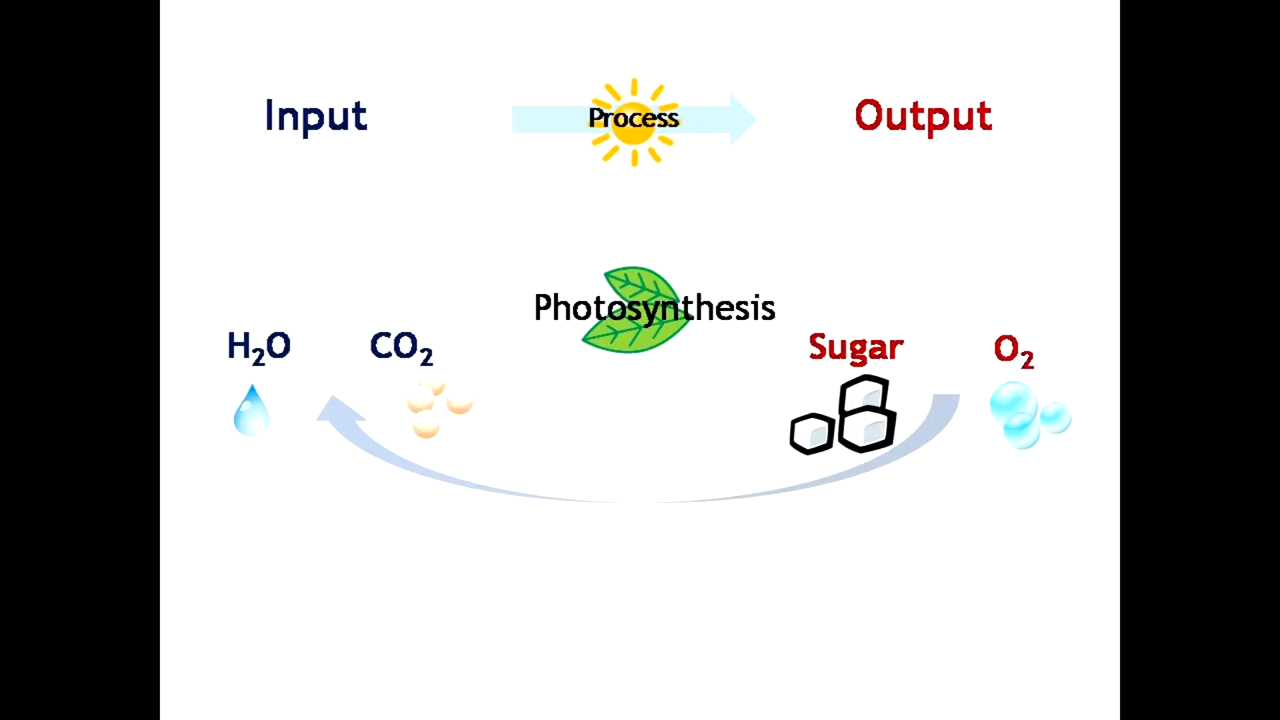 Input Process Output
Photosynthesis
H₂O CO₂ Sugar O₂